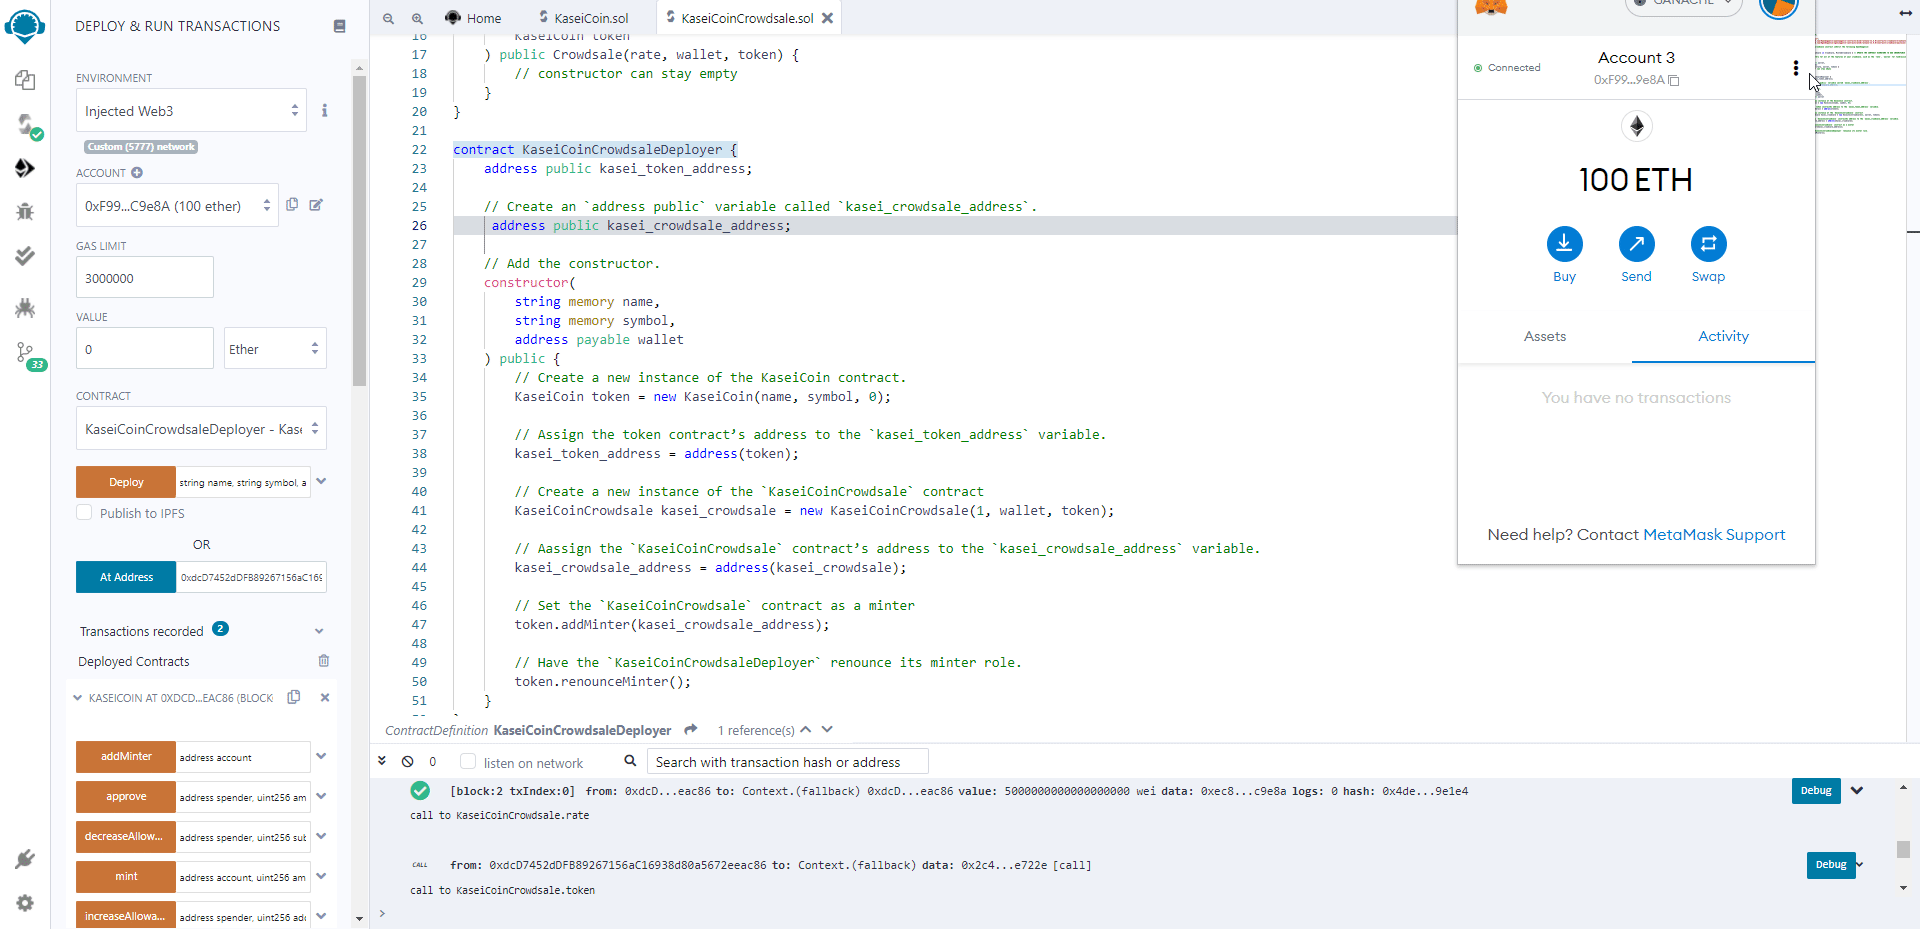 DEPLOY & RUN TRANSACTIONS
ENVIRONMENT
Injected Web3
Custom (5777) network
ACCOUNT
0xF99...C9e8A (100 ether)
GAS LIMIT
3000000
VALUE
0
Ether
CONTRACT
KaseiCoinCrowdsaleDeployer - Kase
Deploy
string name, string symbol, a
Publish to IPFS
OR
At Address
0xdcD7452dDFB89267156aC169
Transactions recorded 2
Deployed Contracts
KASEICOIN AT 0XDCD...EAC86 (BLOCK
addMinter
address account
approve
address spender, uint256 am
decreaseAllow...
address spender, uint256 sub
mint
address account, uint256 am
increaseAllowa...
address spender, uint256 add
33
Home
KaseiCoin.sol
KaseiCoinCrowdsale.sol
16 KaseiCoin token
17 ) public Crowdsale(rate, wallet, token) {
18 // constructor can stay empty
19 }
20 }
21
22 contract KaseiCoinCrowdsaleDeployer {
23 address public kasei_token_address;
24
25 // Create an `address public` variable called `kasei_crowdsale_address`.
26 address public kasei_crowdsale_address;
27
28 // Add the constructor.
29 constructor(
30 string memory name,
31 string memory symbol,
32 address payable wallet
33 ) public {
34 // Create a new instance of the KaseiCoin contract.
35 KaseiCoin token = new KaseiCoin(name, symbol, 0);
36
37 // Assign the token contract’s address to the `kasei_token_address` variable.
38 kasei_token_address = address(token);
39
40 // Create a new instance of the `KaseiCoinCrowdsale` contract
41 KaseiCoinCrowdsale kasei_crowdsale = new KaseiCoinCrowdsale(1, wallet, token);
42
43 // Aassign the `KaseiCoinCrowdsale` contract’s address to the `kasei_crowdsale_address` variable.
44 kasei_crowdsale_address = address(kasei_crowdsale);
45
46 // Set the `KaseiCoinCrowdsale` contract as a minter
47 token.addMinter(kasei_crowdsale_address);
48
49 // Have the `KaseiCoinCrowdsaleDeployer` renounce its minter role.
50 token.renounceMinter();
51 }
ContractDefinition KaseiCoinCrowdsaleDeployer 1 reference(s)
0
listen on network
Search with transaction hash or address
[block:2 txIndex:0] from: 0xdcD...eac86 to: Context.(fallback) 0xdcD...eac86 value: 5000000000000000000 wei data: 0xec8...c9e8a logs: 0 hash: 0x4de...9e1e4
Debug
call to KaseiCoinCrowdsale.rate
CALL from: 0xdcD7452dDFB89267156aC16938d80a5672eeac86 to: Context.(fallback) data: 0x2c4...e722e [call]
Debug
call to KaseiCoinCrowdsale.token
>
GANACHE
Connected
Account 3
0xF99...9e8A
100 ETH
Buy
Send
Swap
Assets
Activity
You have no transactions
Need help? Contact MetaMask Support